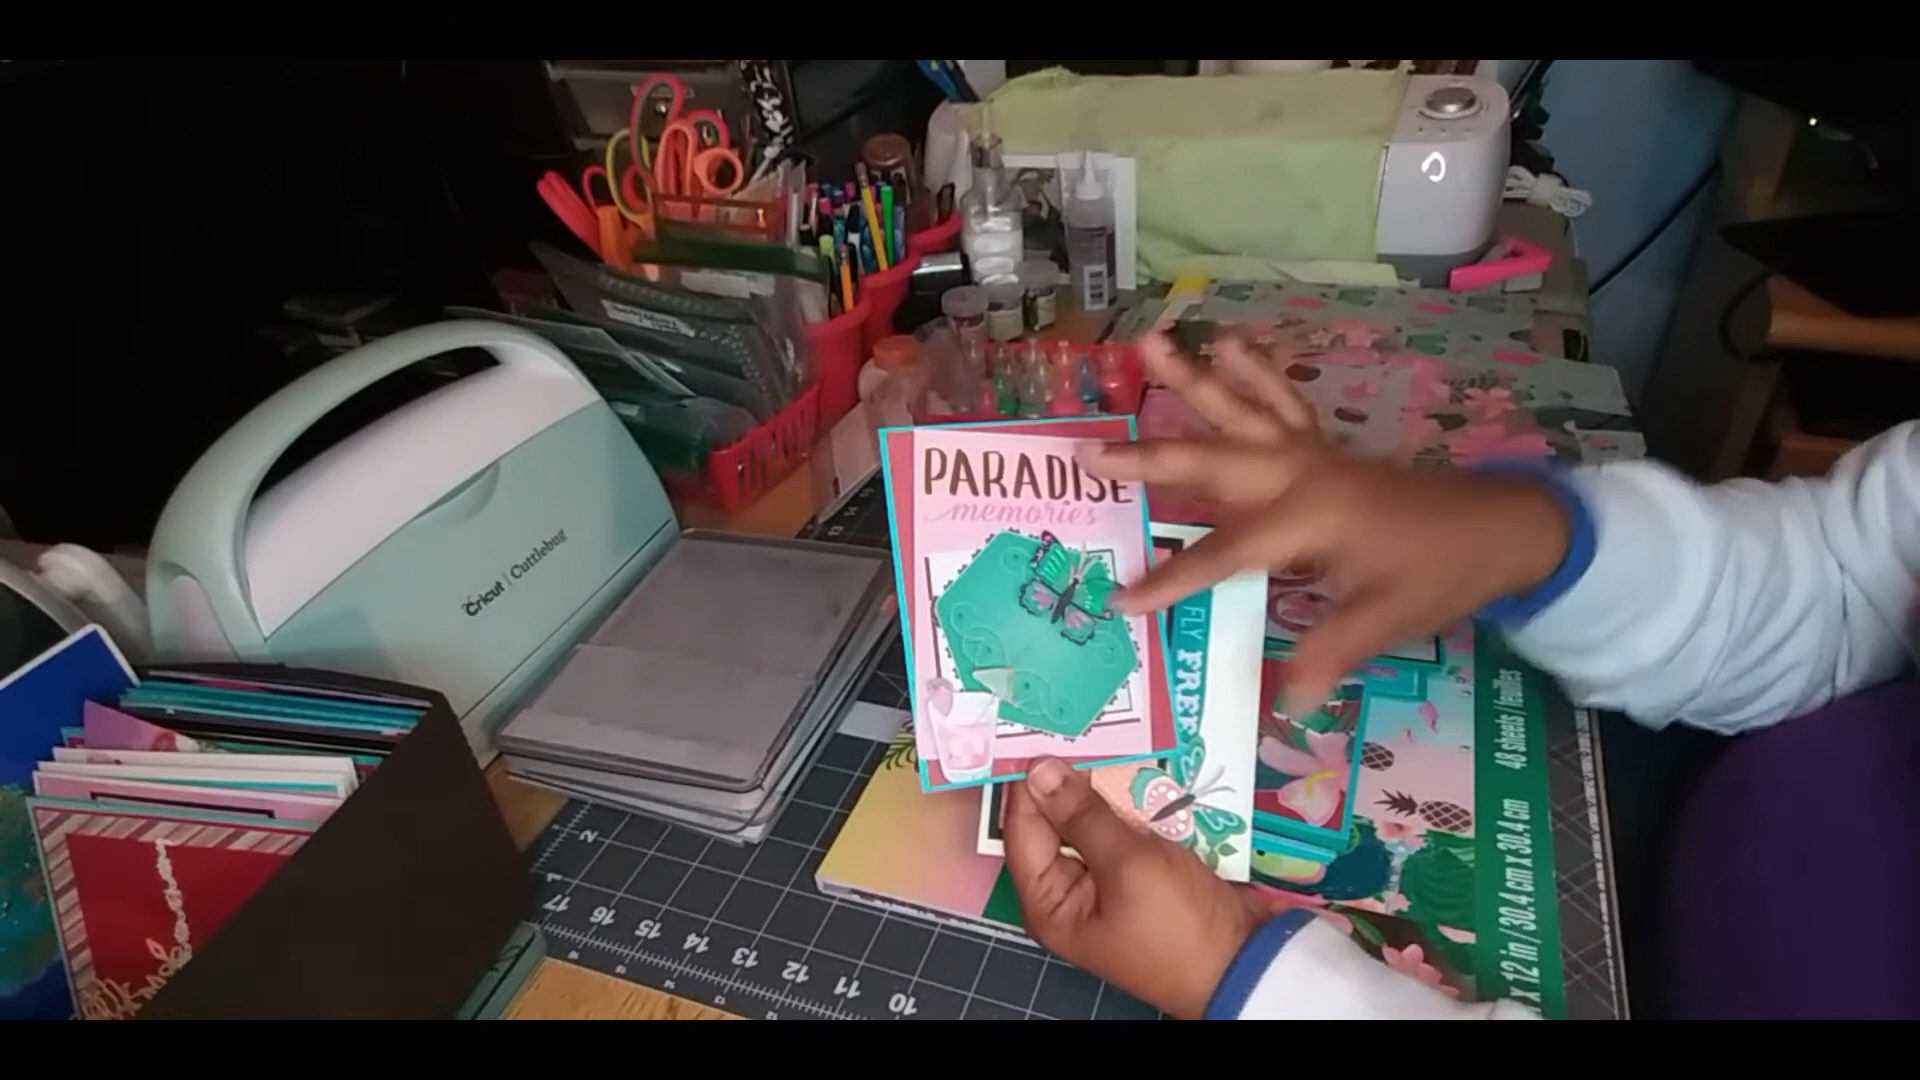 PARADISE
memories
cricut | Cuttlebug
FLY
FREE
48 sheets / feuilles
x 12 in / 30.4 cm x 30.4 cm
17 16 15 14 13 12 11 10